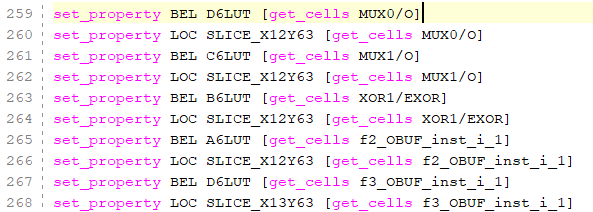 259 set_property BEL D6LUT [get_cells MUX0/O]
260 set_property LOC SLICE_X12Y63 [get_cells MUX0/O]
261 set_property BEL C6LUT [get_cells MUX1/O]
262 set_property LOC SLICE_X12Y63 [get_cells MUX1/O]
263 set_property BEL B6LUT [get_cells XOR1/EXOR]
264 set_property LOC SLICE_X12Y63 [get_cells XOR1/EXOR]
265 set_property BEL A6LUT [get_cells f2_OBUF_inst_i_1]
266 set_property LOC SLICE_X12Y63 [get_cells f2_OBUF_inst_i_1]
267 set_property BEL D6LUT [get_cells f3_OBUF_inst_i_1]
268 set_property LOC SLICE_X13Y63 [get_cells f3_OBUF_inst_i_1]